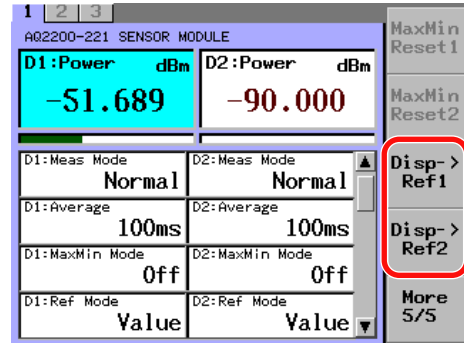 1 2 3
AQ2200-221 SENSOR MODULE
D1:Power dBm
-51.689
D2:Power dBm
-90.000
D1:Meas Mode
Normal
D2:Meas Mode
Normal
D1:Average
100ms
D2:Average
100ms
D1:MaxMin Mode
Off
D2:MaxMin Mode
Off
D1:Ref Mode
Value
D2:Ref Mode
Value
MaxMin
Reset1
MaxMin
Reset2
Disp->
Ref1
Disp->
Ref2
More
5/5